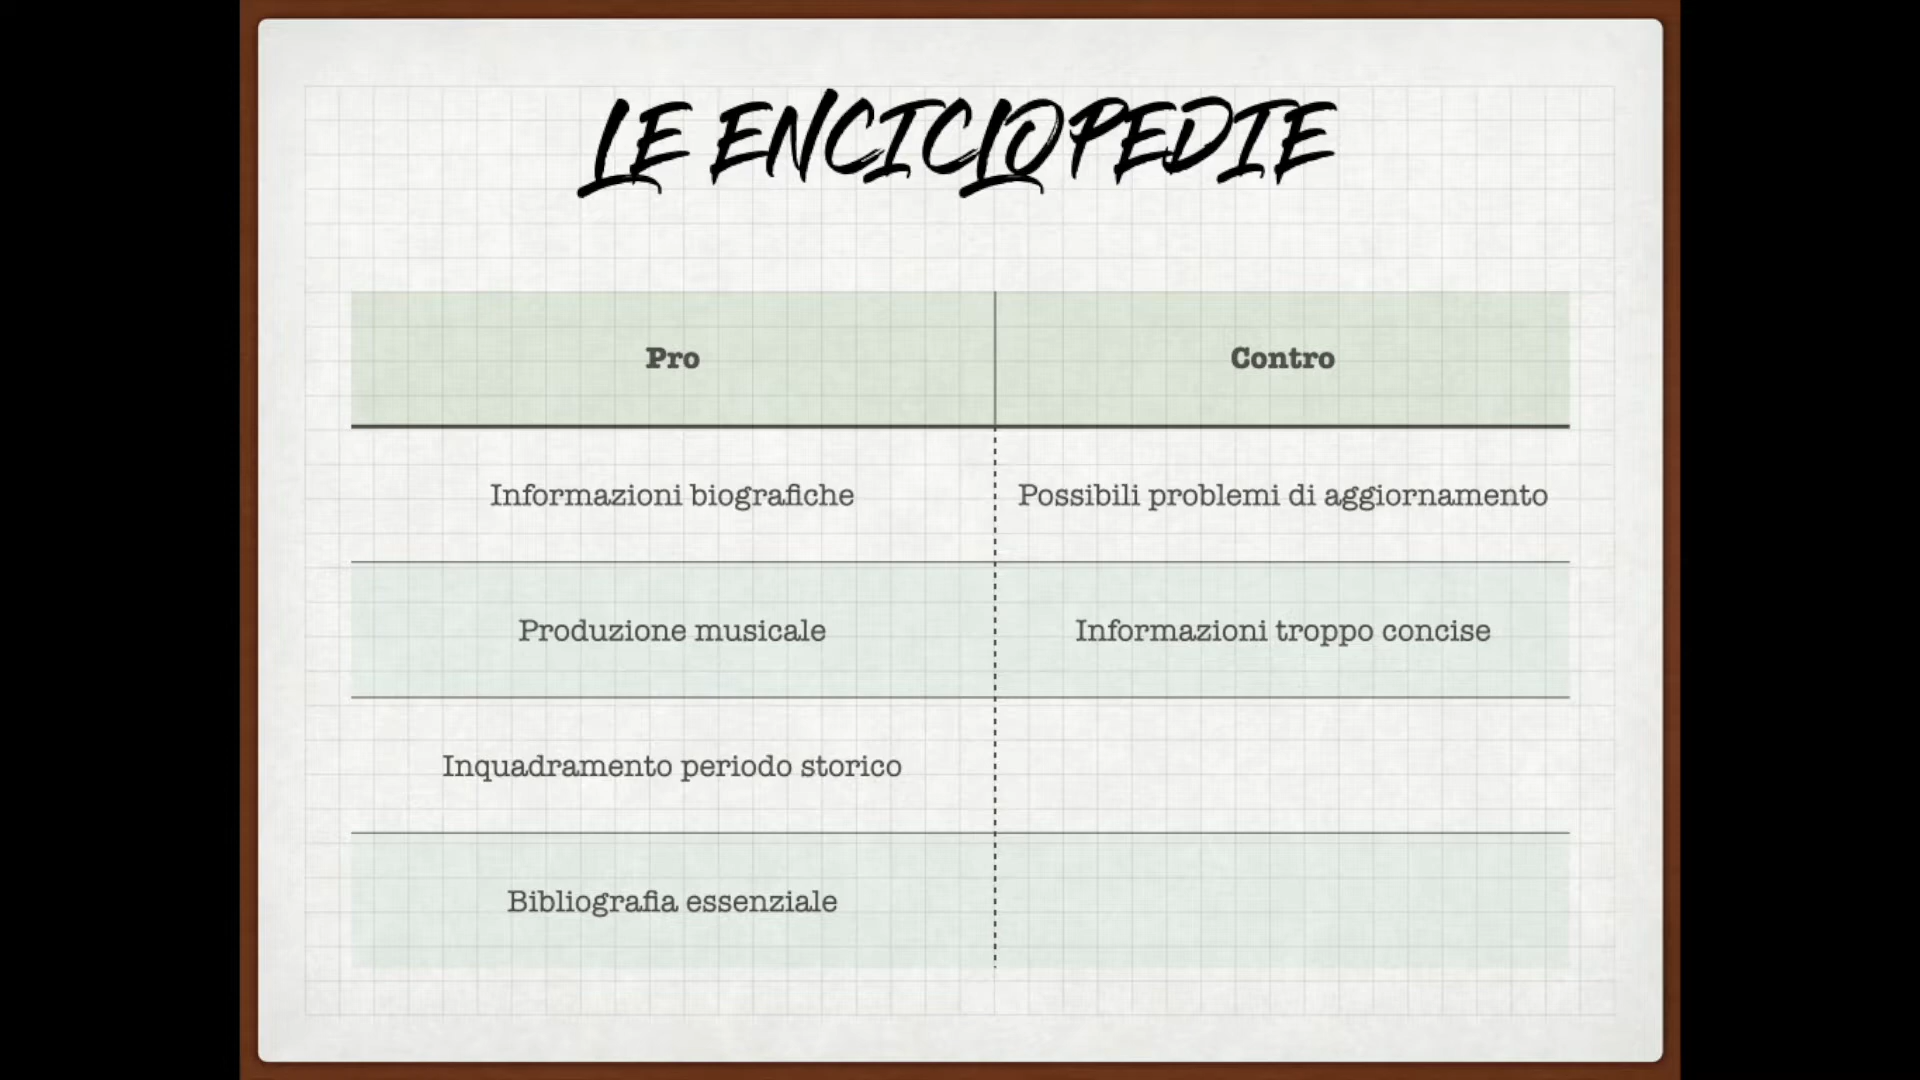 LE ENCICLOPEDIE
Pro
Contro
Informazioni biografiche
Possibili problemi di aggiornamento
Produzione musicale
Informazioni troppo concise
Inquadramento periodo storico
Bibliografia essenziale